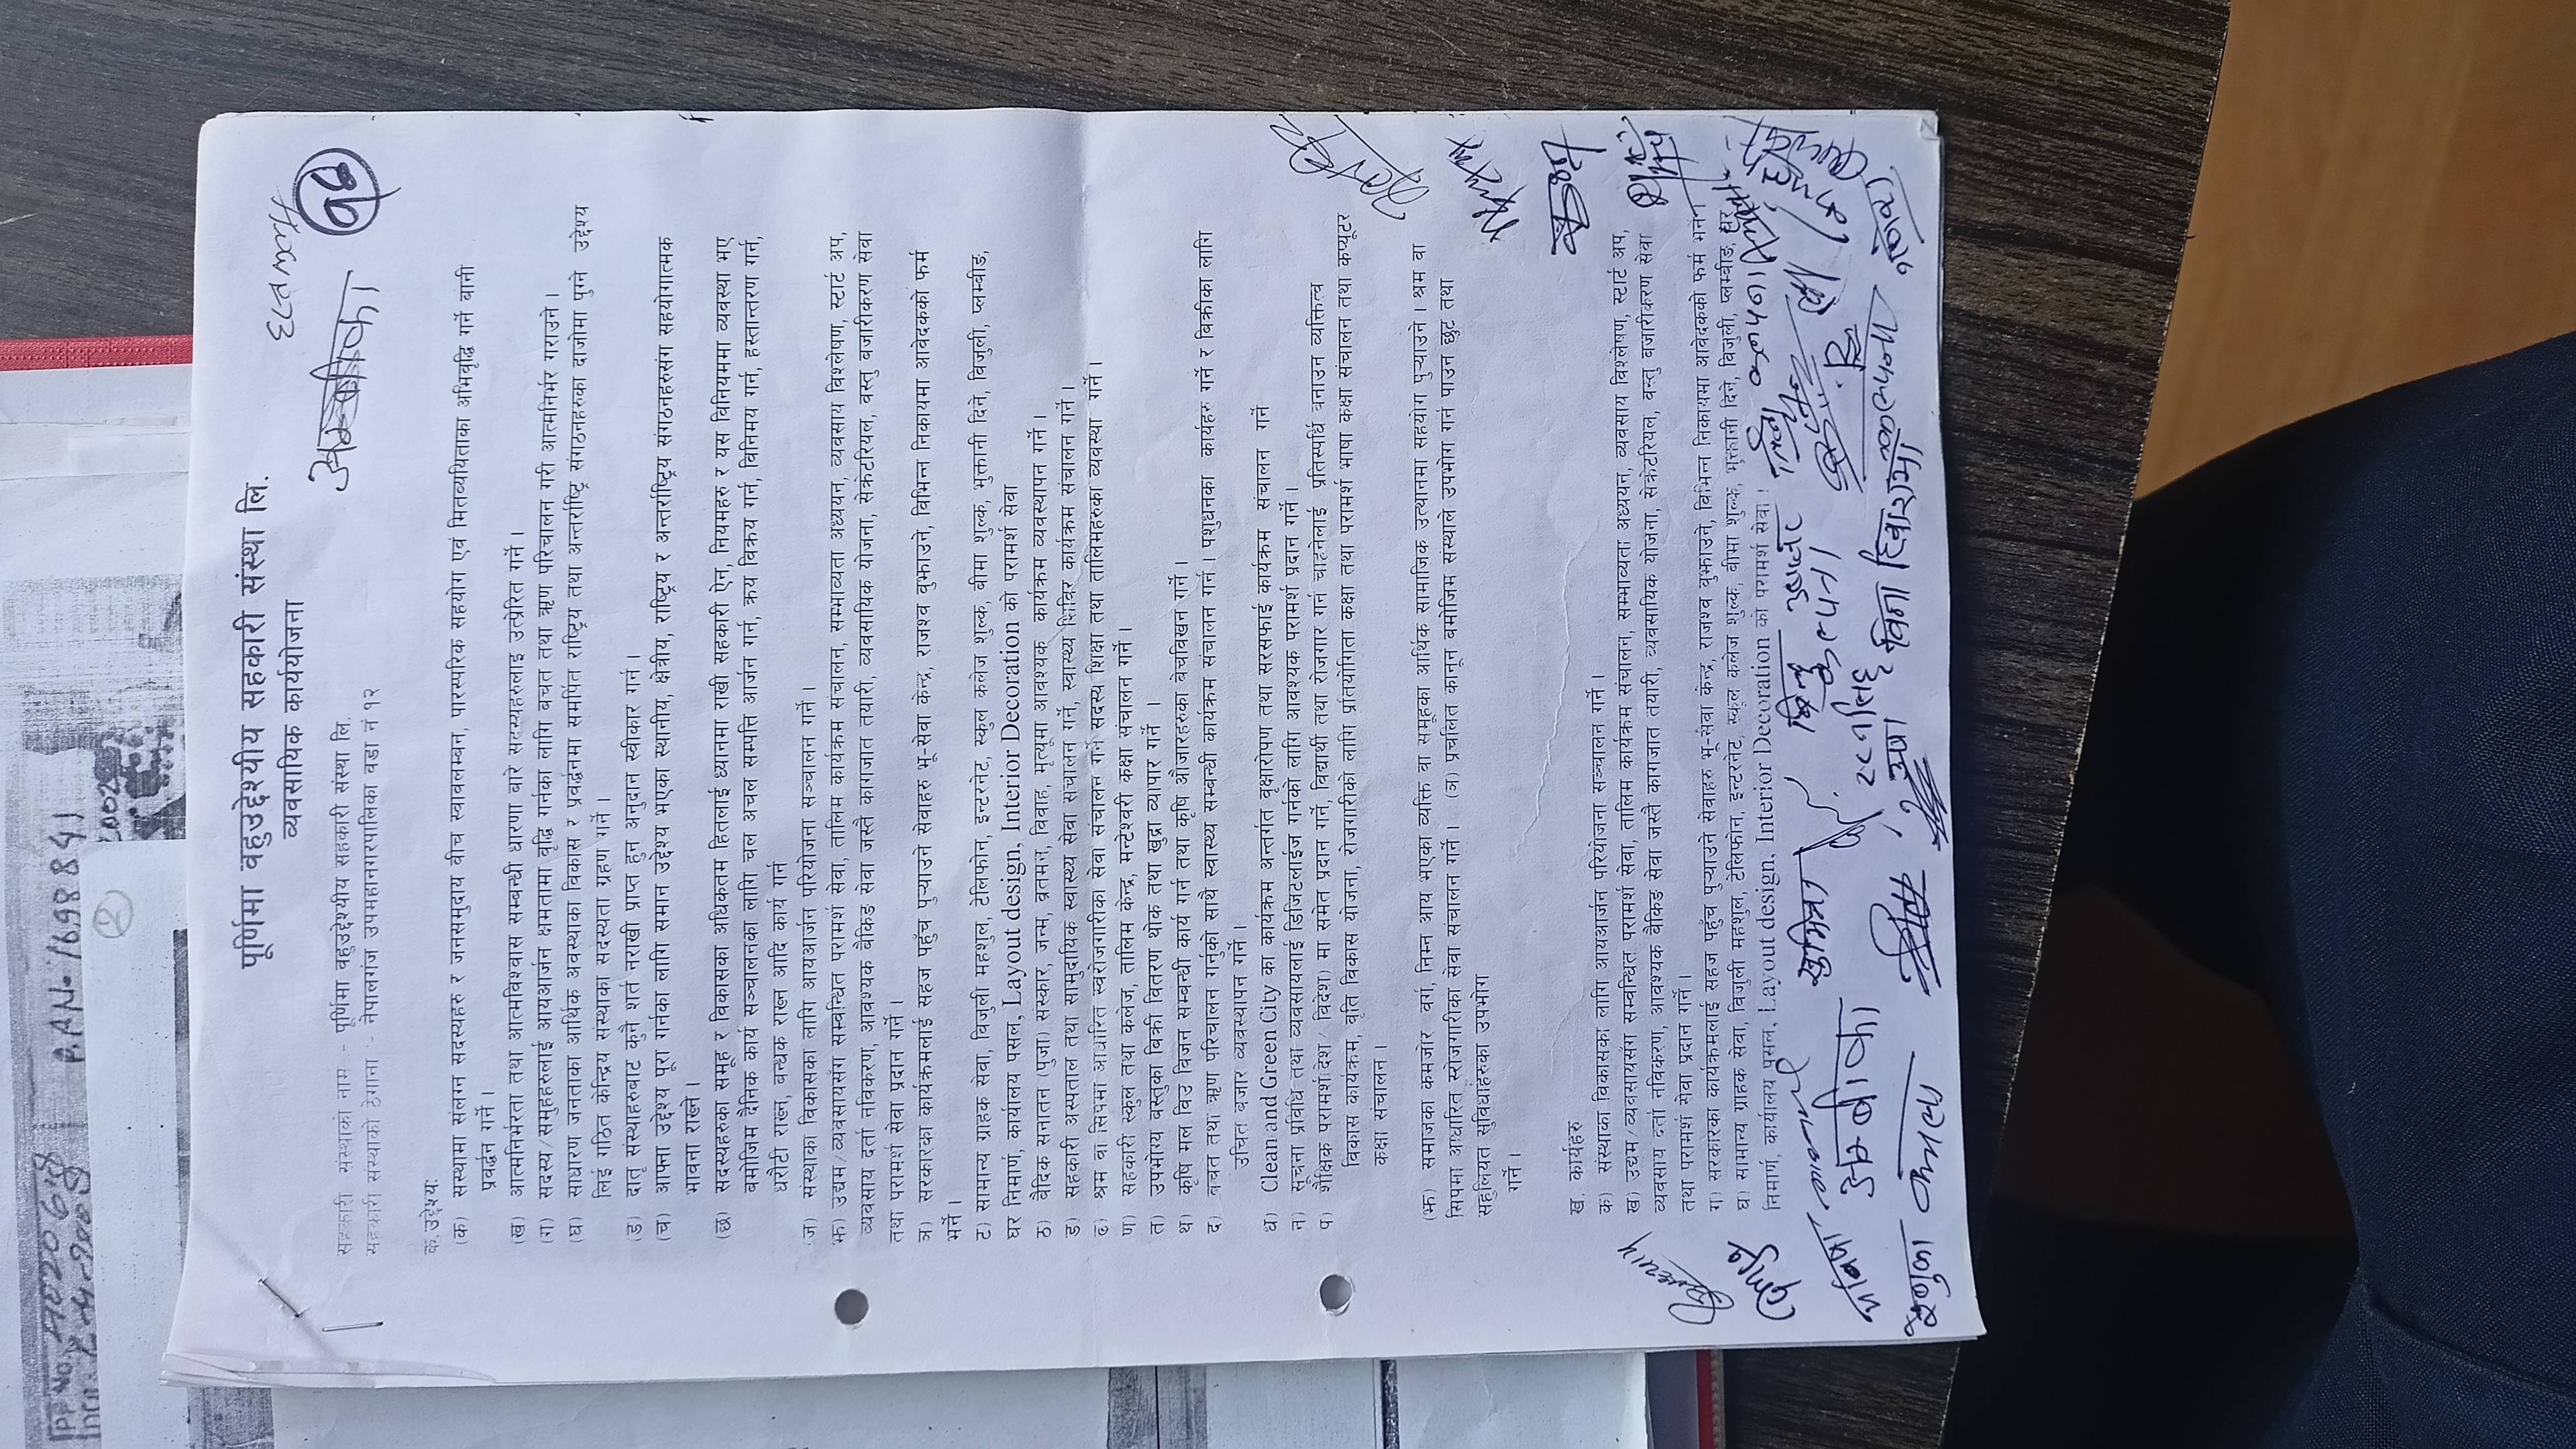 पूर्णिमा बहुउद्देश्यीय सहकारी संस्था लि.
व्यवसायिक कार्ययोजना
सहकारी संस्थाको नाम - पूर्णिमा बहुउद्देश्यीय सहकारी संस्था लि.
सहकारी संस्थाको ठेगाना - नेपालगंज उपमहानगरपालिका वडा नं १२
क. उद्देश्य:
(क) संस्थामा संलग्न सदस्यहरु र जनसमुदाय बीच स्वावलम्बन, पारस्परिक सहयोग एवं मितव्ययिताका अभिवृद्धि गर्ने बानी
प्रवर्द्धन गर्ने ।
(ख) आत्मनिर्भरता तथा आत्मविश्वास सम्बन्धी धारणा बारे सदस्यहरुलाई उत्प्रेरित गर्ने ।
(ग) सदस्य/समुहहरुलाई आयआर्जन क्षमतामा वृद्धि गर्नका लागि बचत तथा ऋण परिचालन गरी आत्मनिर्भर गराउने ।
(घ) साधारण जनताका आर्थिक अवस्थाका विकास र प्रवर्द्धनमा समर्पित राष्ट्रिय तथा अन्तर्राष्ट्रि संगठनहरुका दाजोमा पुग्ने उद्देश्य
लिई गठित केन्द्रिय संस्थाका सदस्यता ग्रहण गर्ने ।
(ङ) दातृ संस्थाहरुबाट कुनै शर्त नराखी प्राप्त हुन अनुदान स्वीकार गर्ने ।
(च) आफ्ना उद्देश्य पूरा गर्नका लागि समान उद्देश्य भएका स्थानीय, क्षेत्रीय, राष्ट्रिय र अन्तर्राष्ट्रिय संगठनहरुसंग सहयोगात्मक
भावना राख्ने ।
(छ) सदस्यहरुका समूह र विकासका अधिकतम हितलाई ध्यानमा राखी सहकारी ऐन, नियमहरु र यस विनियममा व्यवस्था भए
बमोजिम दैनिक कार्य सञ्चालनका लागि चल अचल सम्पत्ति आर्जन गर्न, क्रय विक्रय गर्न, विनिमय गर्न, हस्तान्तरण गर्न,
धरौटी राख्न, बन्धक राख्न आदि कार्य गर्न
(ज) संस्थाका विकासका लागि आयआर्जन परियोजना सञ्चालन गर्ने ।
झ) उद्यम/व्यवसायसंग सम्बन्धित परामर्श सेवा, तालिम कार्यक्रम संचालन, सम्भाव्यता अध्ययन, व्यवसाय विश्लेषण, स्टार्ट अप,
व्यवसाय दर्ता नविकरण, आवश्यक बैंकिङ सेवा जस्तै कागजात तयारी, व्यवसायिक योजना, सेक्रेटरियल, वस्तु बजारीकरण सेवा
तथा परामर्श सेवा प्रदान गर्ने ।
ञ) सरकारका कार्यक्रमलाई सहज पहुँच पुऱ्याउने सेवाहरु भू-सेवा केन्द्र, राजश्व बुझाउने, विभिन्न निकायमा आवेदकको फर्म
भर्ने ।
ट) सामान्य ग्राहक सेवा, विजुली महशुल, टेलिफोन, इन्टरनेट, स्कुल कलेज शुल्क, बीमा शुल्क, भुक्तानी दिने, विजुली, प्लम्बीङ,
घर निमार्ण, कार्यालय पसल, Layout design, Interior Decoration को परामर्श सेवा
ठ) बैदिक सनातन (पुजा) संस्कार, जन्म, ब्रतमन, विवाह, मृत्युमा आवश्यक कार्यक्रम व्यवस्थापन गर्ने ।
ड) सहकारी अस्पताल तथा सामुदायिक स्वास्थ्य सेवा संचालन गर्ने, स्वास्थ्य शिविर कार्यक्रम संचालन गर्ने ।
ढ) श्रम वा सिपमा आधारित स्वरोजगारीको सेवा संचालन गर्ने सदस्य शिक्षा तथा तालिमहरुका व्यवस्था गर्ने ।
ण) सहकारी स्कुल तथा कलेज, तालिम केन्द्र, मन्टेश्वरी कक्षा संचालन गर्ने ।
त) उपभोग्य वस्तुको बिक्री वितरण थोक तथा खुद्रा व्यापार गर्ने ।
थ) कृषि मल विउ विजन सम्बन्धी कार्य गर्न तथा कृषि औजारहरुका बेचबिखन गर्ने ।
द) बचत तथा ऋण परिचालन गर्नुको साथै स्वास्थ्य सम्बन्धी कार्यक्रम संचालन गर्ने । पशुधनका कार्यहरु गर्ने र बिक्रीका लागि
उचित बजार व्यवस्थापन गर्ने ।
ध) Clean and Green City का कार्यक्रम अन्तर्गत वृक्षारोपण तथा सरसफाई कार्यक्रम संचालन गर्ने
न) सूचना प्रविधि तथा व्यवसायलाई डिजिटलाईज गर्नको लागि आवश्यक परामर्श प्रदान गर्ने ।
प) शैक्षिक परामर्श(देश/विदेश) मा समेत प्रदान गर्ने, विद्यार्थी तथा रोजगार गर्न चाहनेलाई प्रतिस्पर्धि बनाउन व्यक्तित्व
विकास कार्यक्रम, बृति विकास योजना, रोजगारीको लागि प्रतियोगिता कक्षा तथा परामर्श भाषा कक्षा संचालन तथा कम्प्युटर
कक्षा संचालन ।
(झ) समाजका कमजोर वर्ग, निम्न आय भएका व्यक्ति वा समूहका आर्थिक सामाजिक उत्थानमा सहयोग पुऱ्याउने । श्रम वा
सिपमा आधारित स्रोजगारीका सेवा संचालन गर्ने । (ञ) प्रचलित कानून बमोजिम संस्थाले उपभोग गर्न पाउन छुट तथा
सहुलियत सुविधाहरुका उपभोग
गर्ने ।
ख. कार्यहरु
क) संस्थाका विकासका लागि आयआर्जन परियोजना सञ्चालन गर्ने ।
ख) उद्यम/व्यवसायसंग सम्बन्धित परामर्श सेवा, तालिम कार्यक्रम संचालन, सम्भाव्यता अध्ययन, व्यवसाय विश्लेषण, स्टार्ट अप,
व्यवसाय दर्ता नविकरण, आवश्यक बैंकिङ सेवा जस्तै कागजात तयारी, व्यवसायिक योजना, सेक्रेटरियल, वस्तु बजारीकरण सेवा
तथा परामर्श सेवा प्रदान गर्ने ।
ग) सरकारका कार्यक्रमलाई सहज पहुँच पुऱ्याउने सेवाहरु भू-सेवा केन्द्र, राजश्व बुझाउने, विभिन्न निकायमा आवेदकको फर्म भर्ने
घ) सामान्य ग्राहक सेवा, विजुली महशुल, टेलिफोन, इन्टरनेट, स्कुल कलेज शुल्क, बीमा शुल्क, भुक्तानी दिने, विजुली, प्लम्बीङ, घर
निमार्ण, कार्यालय पसल, Layout design, Interior Decoration को परामर्श सेवा ।
कल्पना
विना
कमला
P.A.N. 16988